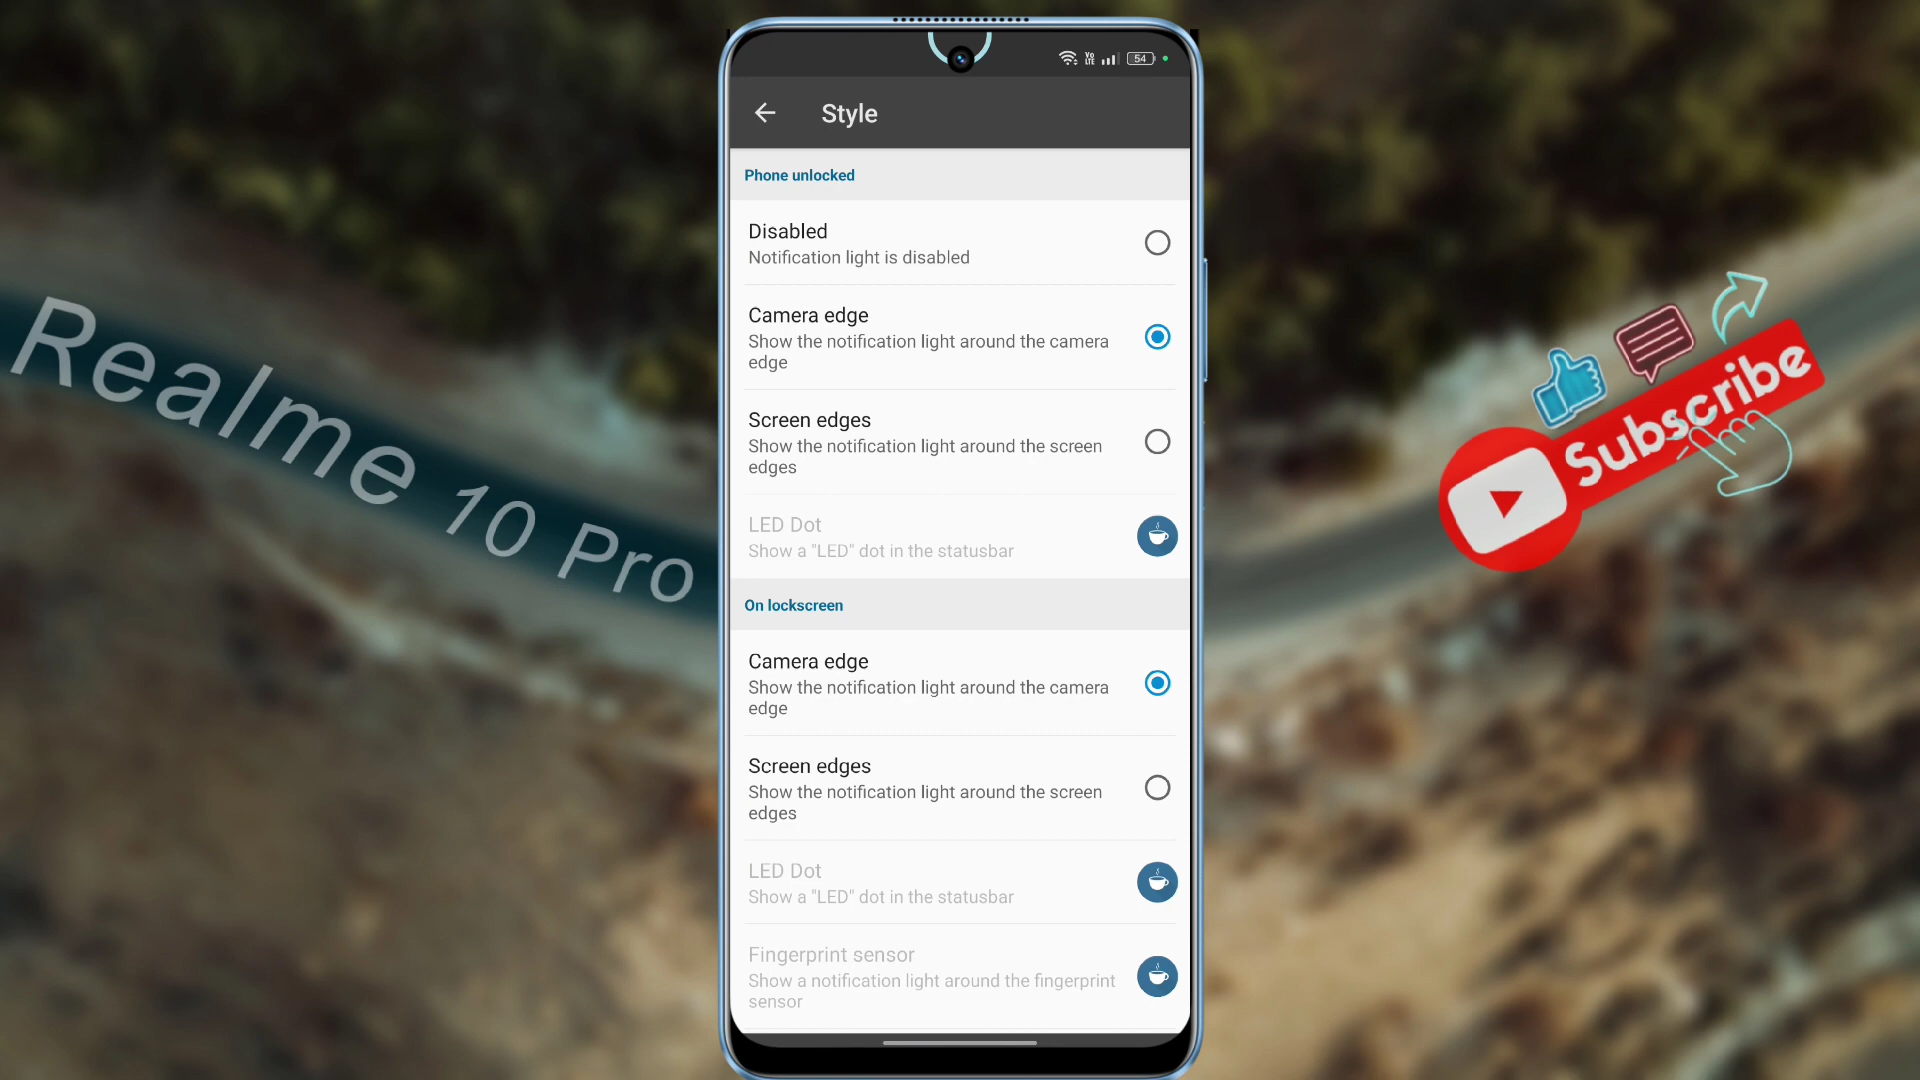 Vo
LTE
54
Style
Phone unlocked
Disabled
Notification light is disabled
Camera edge
Show the notification light around the camera
edge
Screen edges
Show the notification light around the screen
edges
LED Dot
Show a "LED" dot in the statusbar
On lockscreen
Camera edge
Show the notification light around the camera
edge
Screen edges
Show the notification light around the screen
edges
LED Dot
Show a "LED" dot in the statusbar
Fingerprint sensor
Show a notification light around the fingerprint
sensor
Realme 10 Pro
Subscribe